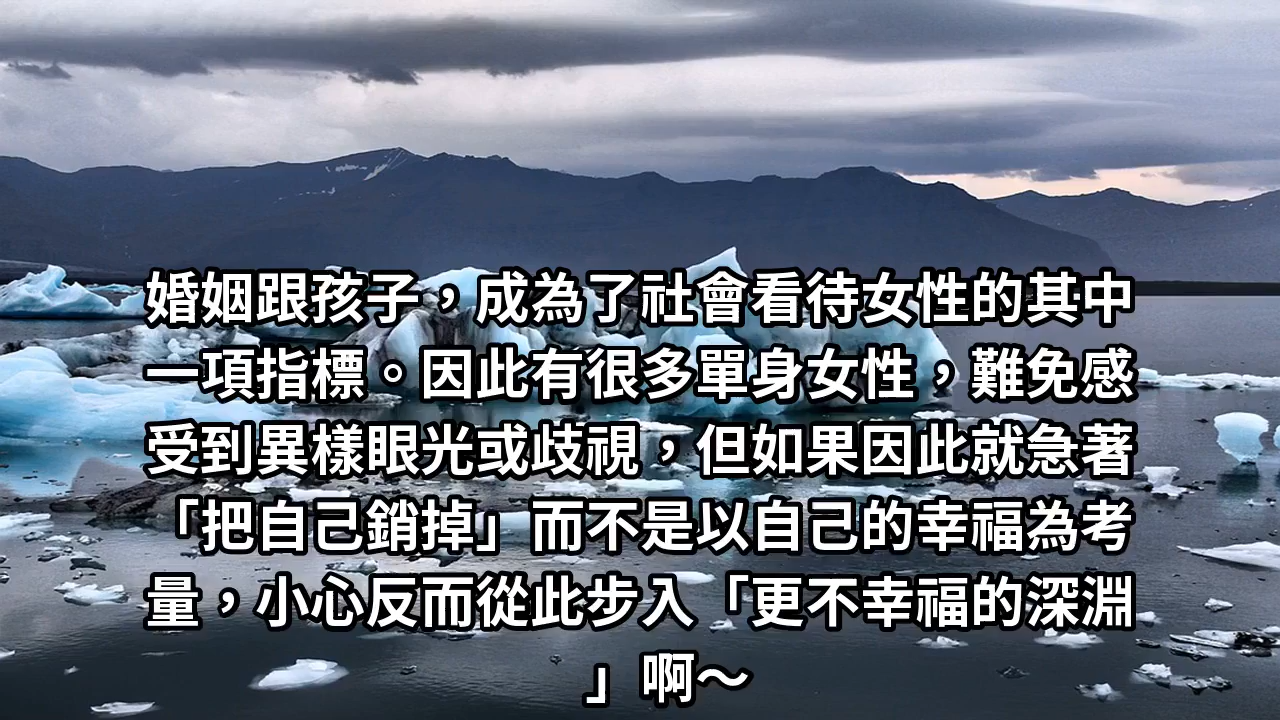 婚姻跟孩子，成為了社會看待女性的其中
一項指標。因此有很多單身女性，難免感
受到異樣眼光或歧視，但如果因此就急著
「把自己銷掉」而不是以自己的幸福為考
量，小心反而從此步入「更不幸福的深淵
」啊～